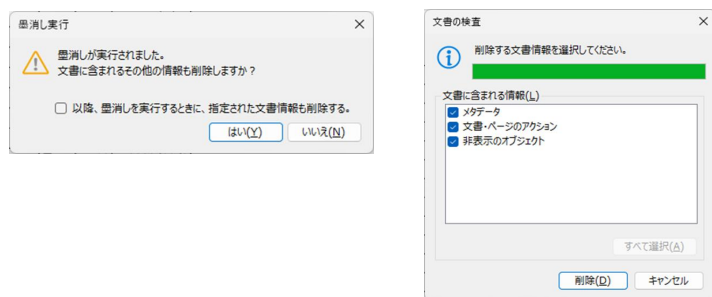 墨消し実行
墨消しが実行されました。
文書に含まれるその他の情報も削除しますか？
以降、墨消しを実行するときに、指定された文書情報も削除する。
はい(Y)
いいえ(N)
文書の検査
削除する文書情報を選択してください。
文書に含まれる情報(L)
メタデータ
文書・ページのアクション
非表示のオブジェクト
すべて選択(A)
削除(D)
キャンセル